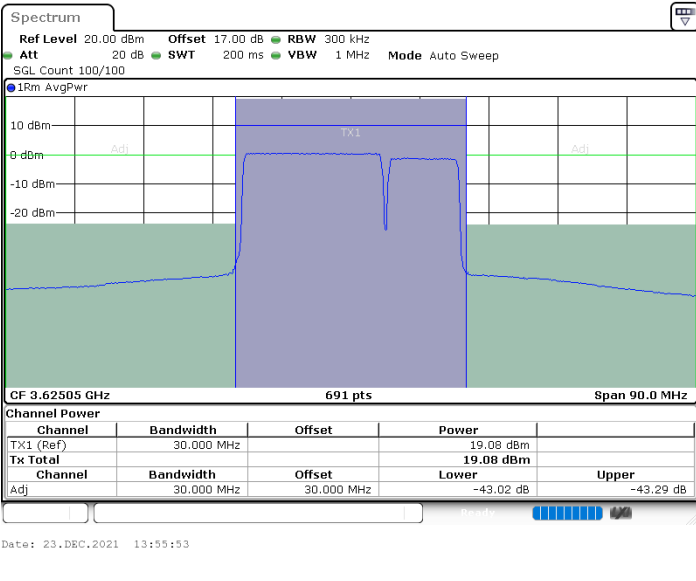 Spectrum
Ref Level 20.00 dBm Offset 17.00 dB RBW 300 kHz
Att 20 dB SWT 200 ms VBW 1 MHz Mode Auto Sweep
SGL Count 100/100
1Rm AvgPwr
10 dBm
TX1
Adj Adj
0 dBm
-10 dBm
-20 dBm
CF 3.62505 GHz 691 pts Span 90.0 MHz
Channel Power
Channel Bandwidth Offset Power
TX1 (Ref) 30.000 MHz 19.08 dBm
Tx Total 19.08 dBm
Channel Bandwidth Offset Lower Upper
Adj 30.000 MHz 30.000 MHz -43.02 dB -43.29 dB
Ready
Date: 23.DEC.2021 13:55:53